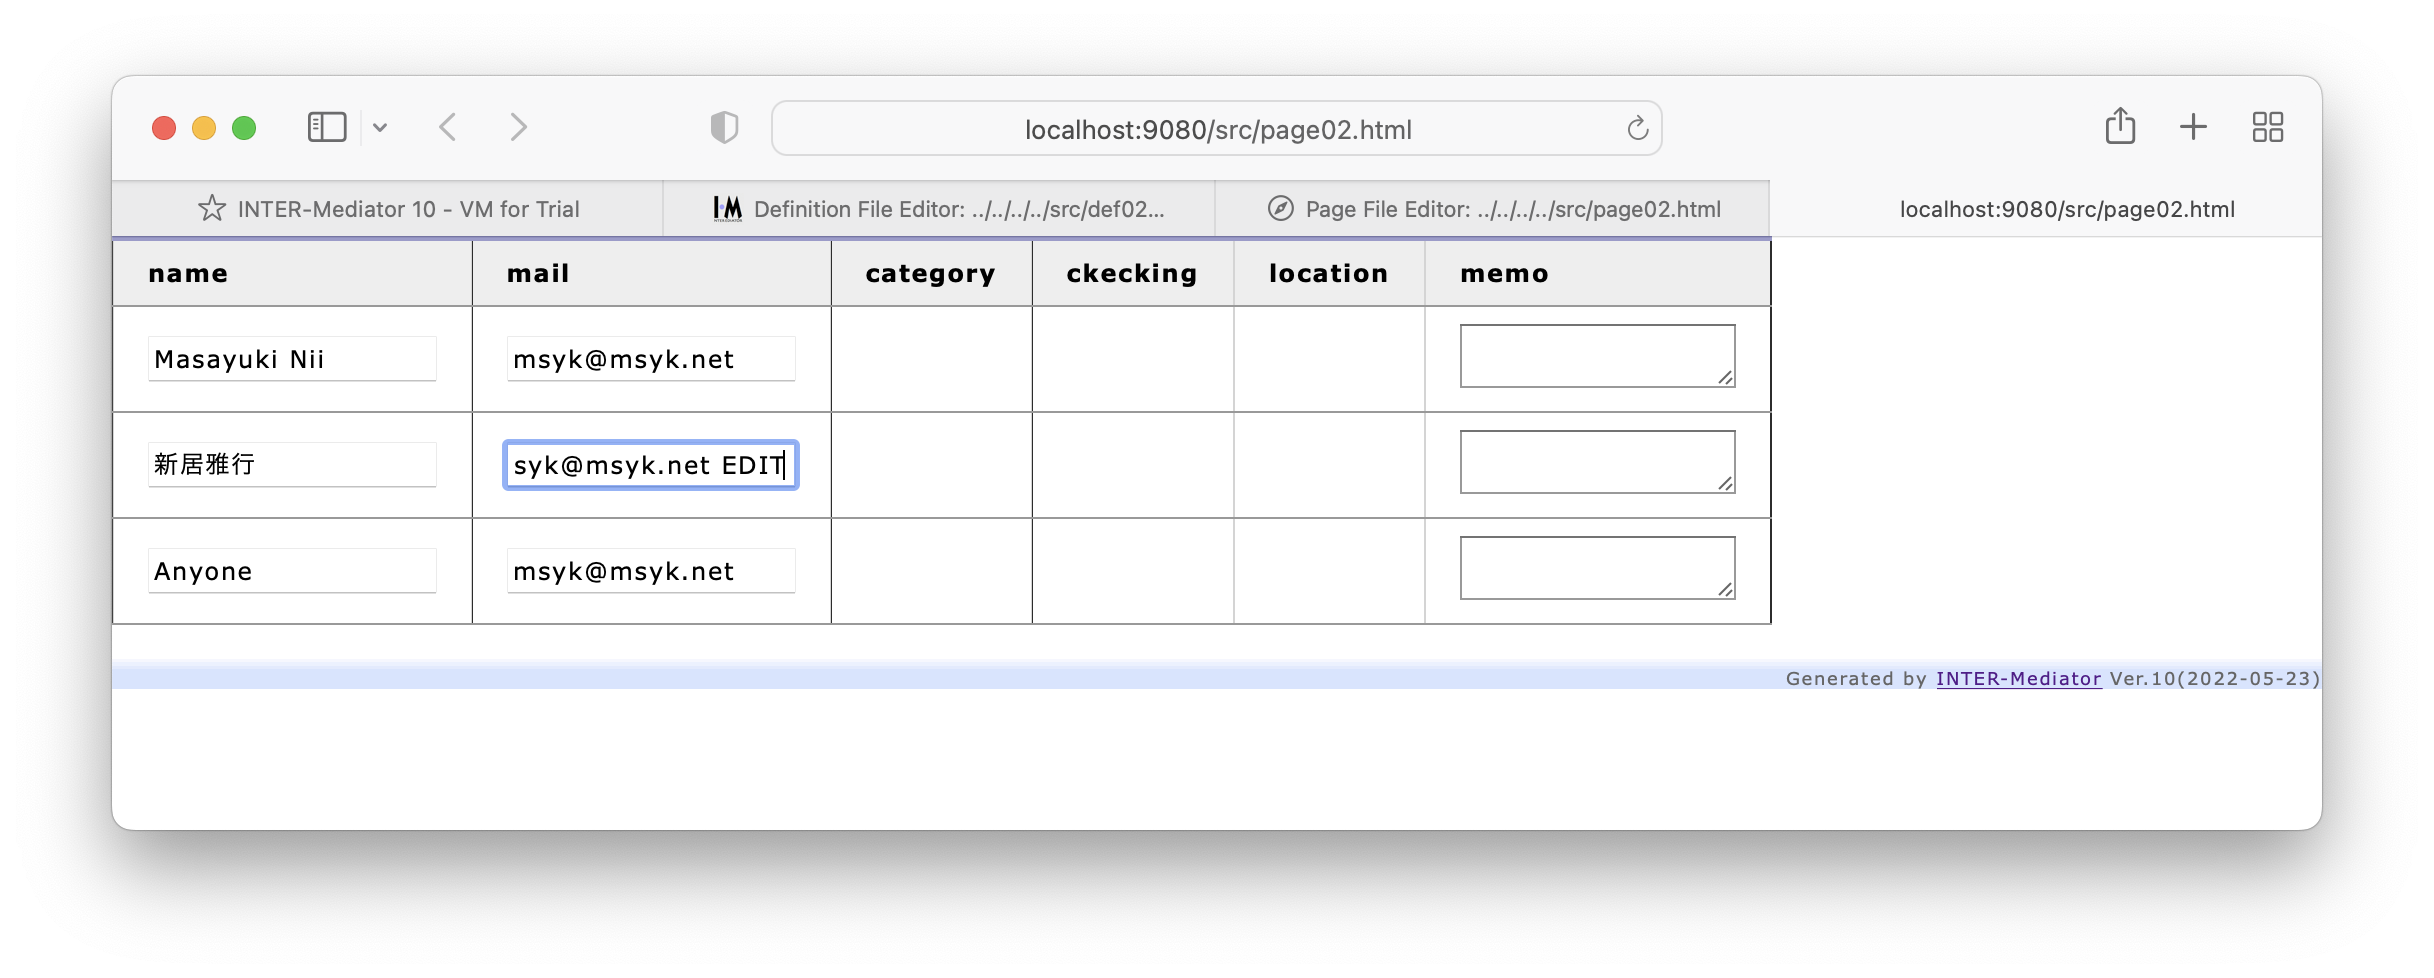 localhost:9080/src/page02.html
INTER-Mediator 10 - VM for Trial
Definition File Editor: ../../../../src/def02...
Page File Editor: ../../../../src/page02.html
localhost:9080/src/page02.html
name mail category ckecking location memo
Masayuki Nii msyk@msyk.net
新居雅行 syk@msyk.net EDIT
Anyone msyk@msyk.net
Generated by INTER-Mediator Ver.10(2022-05-23)